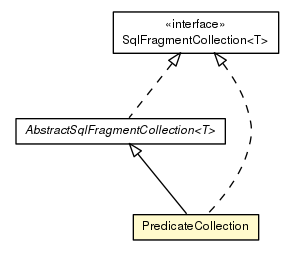 «interface»
SqlFragmentCollection<T>
AbstractSqlFragmentCollection<T>
PredicateCollection